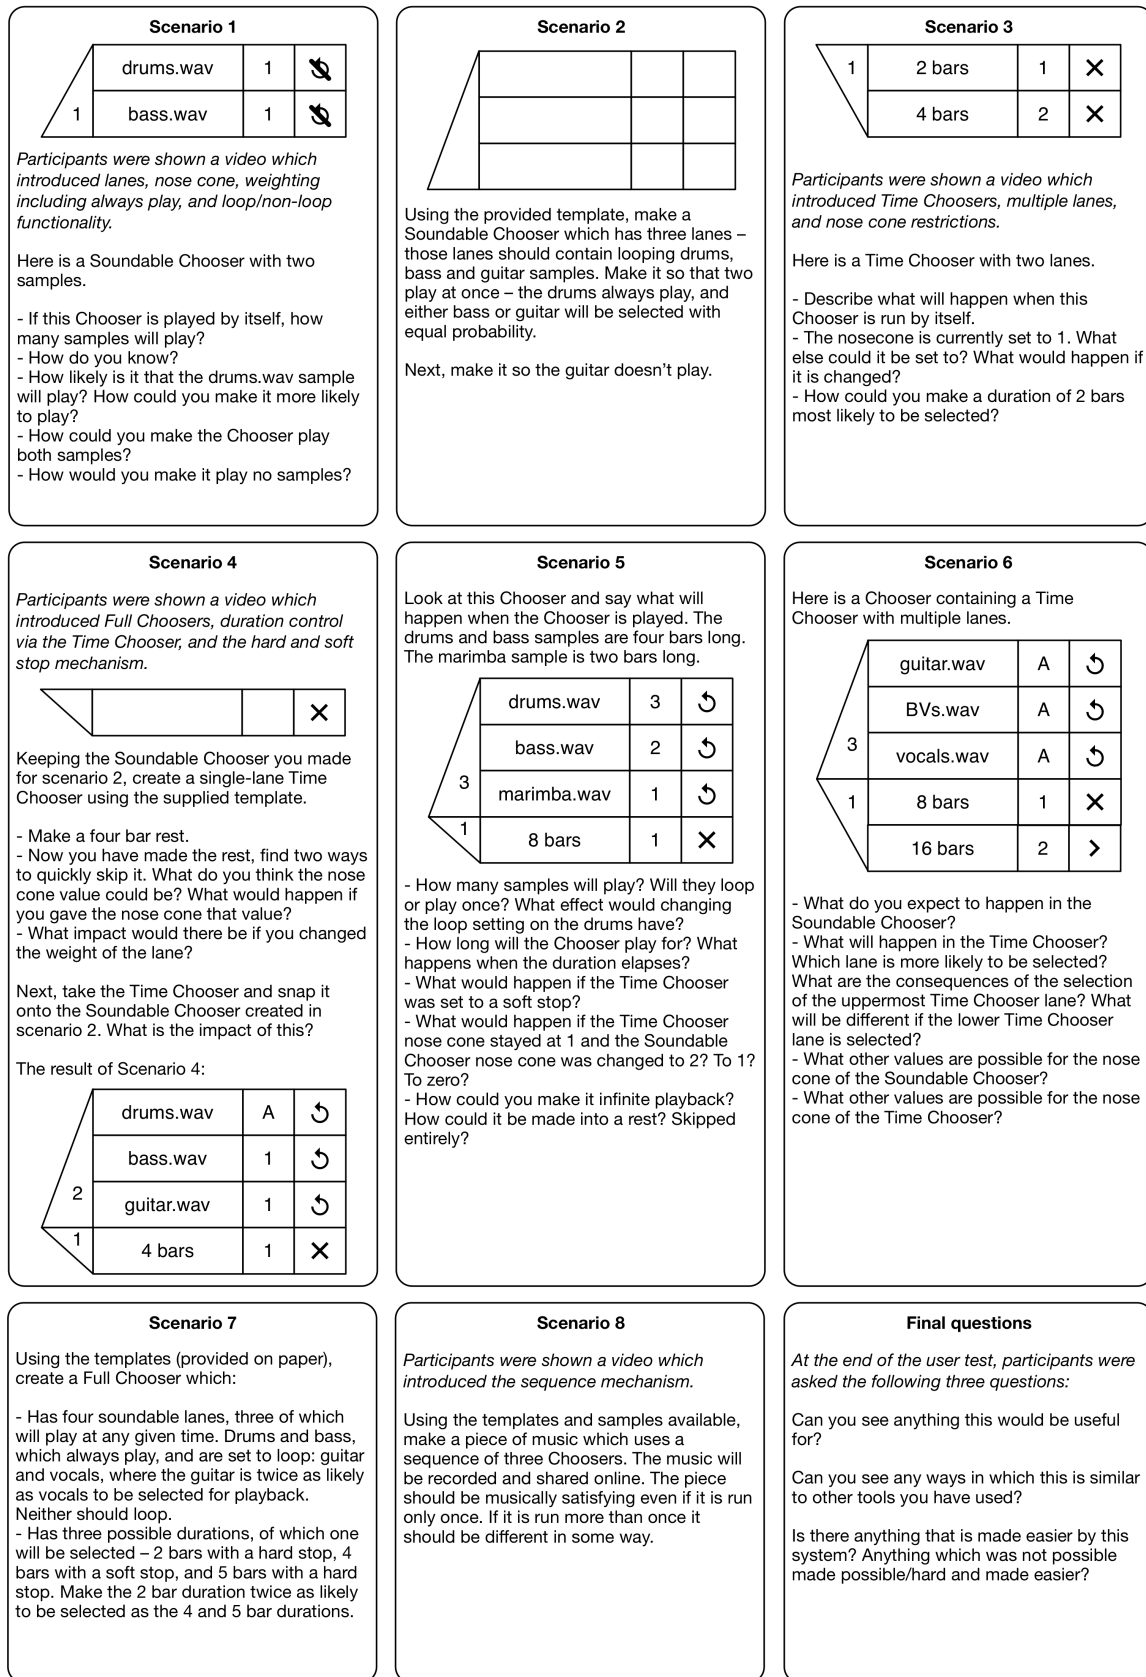 Scenario 1
drums.wav 1
1 bass.wav 1
Participants were shown a video which
introduced lanes, nose cone, weighting
including always play, and loop/non-loop
functionality.
Here is a Soundable Chooser with two
samples.
- If this Chooser is played by itself, how
many samples will play?
- How do you know?
- How likely is it that the drums.wav sample
will play? How could you make it more likely
to play?
- How could you make the Chooser play
both samples?
- How would you make it play no samples?
Scenario 2
Using the provided template, make a
Soundable Chooser which has three lanes –
those lanes should contain looping drums,
bass and guitar samples. Make it so that two
play at once – the drums always play, and
either bass or guitar will be selected with
equal probability.
Next, make it so the guitar doesn’t play.
Scenario 3
1 2 bars 1
4 bars 2
Participants were shown a video which
introduced Time Choosers, multiple lanes,
and nose cone restrictions.
Here is a Time Chooser with two lanes.
- Describe what will happen when this
Chooser is run by itself.
- The nosecone is currently set to 1. What
else could it be set to? What would happen if
it is changed?
- How could you make a duration of 2 bars
most likely to be selected?
Scenario 4
Participants were shown a video which
introduced Full Choosers, duration control
via the Time Chooser, and the hard and soft
stop mechanism.
Keeping the Soundable Chooser you made
for scenario 2, create a single-lane Time
Chooser using the supplied template.
- Make a four bar rest.
- Now you have made the rest, find two ways
to quickly skip it. What do you think the nose
cone value could be? What would happen if
you gave the nose cone that value?
- What impact would there be if you changed
the weight of the lane?
Next, take the Time Chooser and snap it
onto the Soundable Chooser created in
scenario 2. What is the impact of this?
The result of Scenario 4:
drums.wav A
bass.wav 1
2
guitar.wav 1
1
4 bars 1
Scenario 5
Look at this Chooser and say what will
happen when the Chooser is played. The
drums and bass samples are four bars long.
The marimba sample is two bars long.
drums.wav 3
bass.wav 2
3
marimba.wav 1
1
8 bars 1
- How many samples will play? Will they loop
or play once? What effect would changing
the loop setting on the drums have?
- How long will the Chooser play for? What
happens when the duration elapses?
- What would happen if the Time Chooser
was set to a soft stop?
- What would happen if the Time Chooser
nose cone stayed at 1 and the Soundable
Chooser nose cone was changed to 2? To 1?
To zero?
- How could you make it infinite playback?
How could it be made into a rest? Skipped
entirely?
Scenario 6
Here is a Chooser containing a Time
Chooser with multiple lanes.
guitar.wav A
BVs.wav A
3
vocals.wav A
1 8 bars 1
16 bars 2
- What do you expect to happen in the
Soundable Chooser?
- What will happen in the Time Chooser?
Which lane is more likely to be selected?
What are the consequences of the selection
of the uppermost Time Chooser lane? What
will be different if the lower Time Chooser
lane is selected?
- What other values are possible for the nose
cone of the Soundable Chooser?
- What other values are possible for the nose
cone of the Time Chooser?
Scenario 7
Using the templates (provided on paper),
create a Full Chooser which:
- Has four soundable lanes, three of which
will play at any given time. Drums and bass,
which always play, and are set to loop: guitar
and vocals, where the guitar is twice as likely
as vocals to be selected for playback.
Neither should loop.
- Has three possible durations, of which one
will be selected – 2 bars with a hard stop, 4
bars with a soft stop, and 5 bars with a hard
stop. Make the 2 bar duration twice as likely
to be selected as the 4 and 5 bar durations.
Scenario 8
Participants were shown a video which
introduced the sequence mechanism.
Using the templates and samples available,
make a piece of music which uses a
sequence of three Choosers. The music will
be recorded and shared online. The piece
should be musically satisfying even if it is run
only once. If it is run more than once it
should be different in some way.
Final questions
At the end of the user test, participants were
asked the following three questions:
Can you see anything this would be useful
for?
Can you see any ways in which this is similar
to other tools you have used?
Is there anything that is made easier by this
system? Anything which was not possible
made possible/hard and made easier?